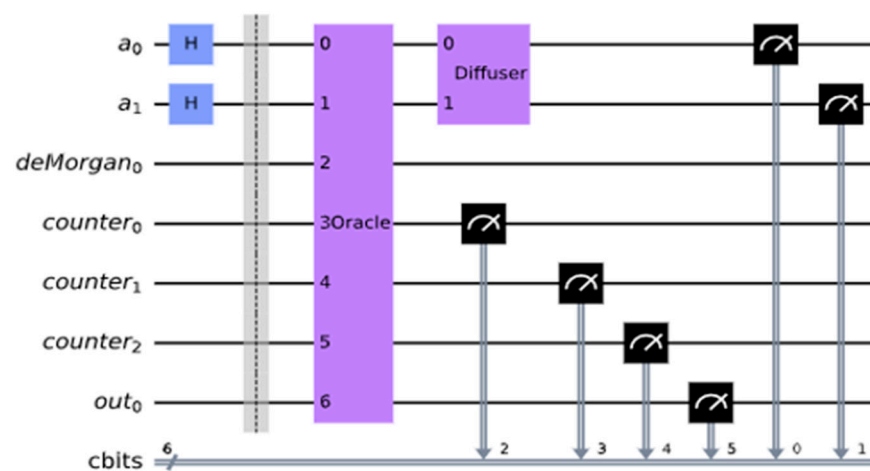 a0 H 0 0
Diffuser
a1 H 1 1
deMorgan0 2
counter0 3Oracle
counter1 4
counter2 5
out0 6
cbits 6 2 3 4 5 0 1